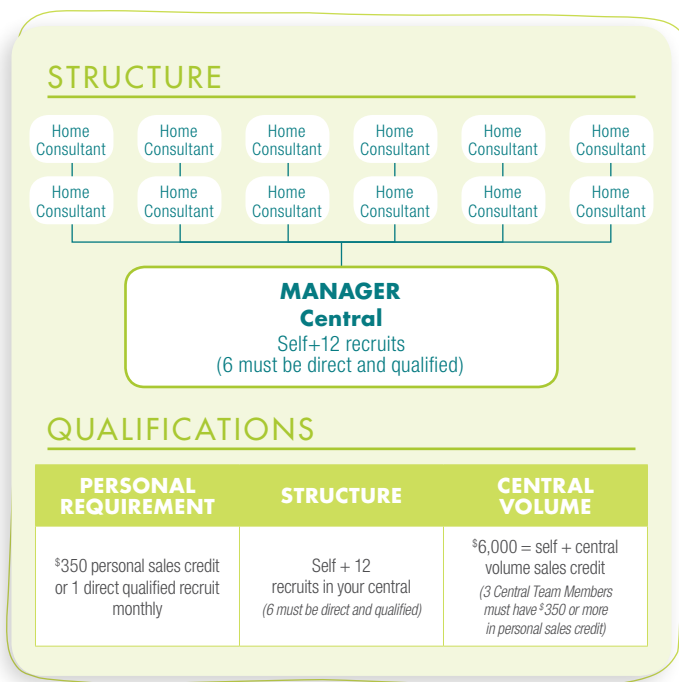 STRUCTURE
Home Home Home Home Home Home
Consultant Consultant Consultant Consultant Consultant Consultant
Home Home Home Home Home Home
Consultant Consultant Consultant Consultant Consultant Consultant
MANAGER
Central
Self+12 recruits
(6 must be direct and qualified)
QUALIFICATIONS
PERSONAL
REQUIREMENT
STRUCTURE
CENTRAL
VOLUME
$350 personal sales credit
or 1 direct qualified recruit
monthly
Self + 12
recruits in your central
(6 must be direct and qualified)
$6,000 = self + central
volume sales credit
(3 Central Team Members
must have $350 or more
in personal sales credit)